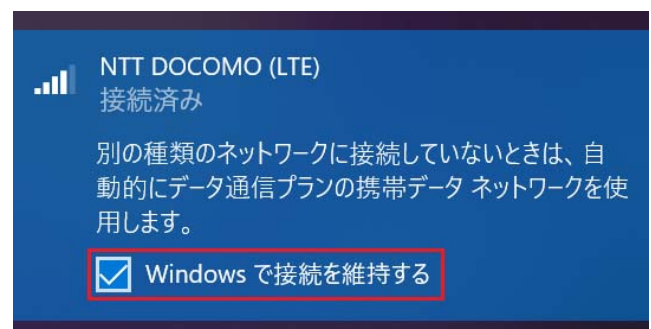 NTT DOCOMO (LTE)
接続済み
別の種類のネットワークに接続していないときは、自
動的にデータ通信プランの携帯データ ネットワークを使
用します。
Windows で接続を維持する